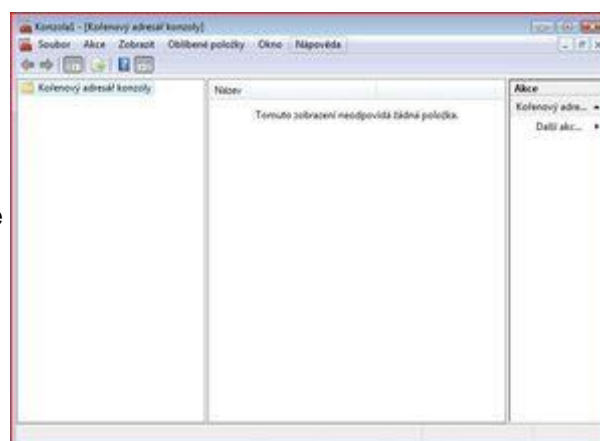 Konzola1 - [Kořenový adresář konzoly]
Soubor Akce Zobrazit Oblíbené položky Okno Nápověda
Kořenový adresář konzoly
Název
Tomuto zobrazení neodpovídá žádná položka.
Akce
Kořenový adre...
Další akc...
e